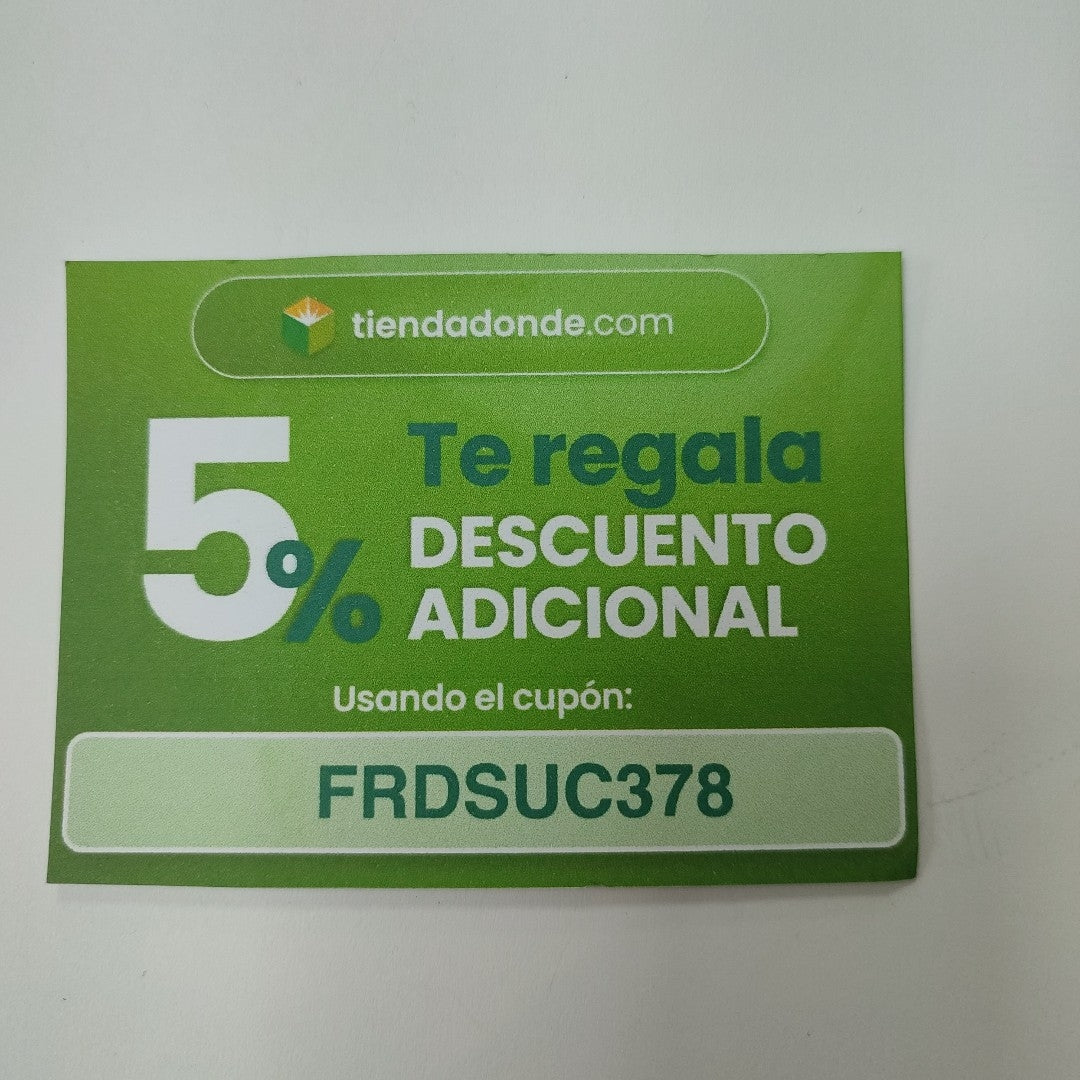 tiendadonde.com
5%
Te regala
DESCUENTO
ADICIONAL
Usando el cupón:
FRDSUC378